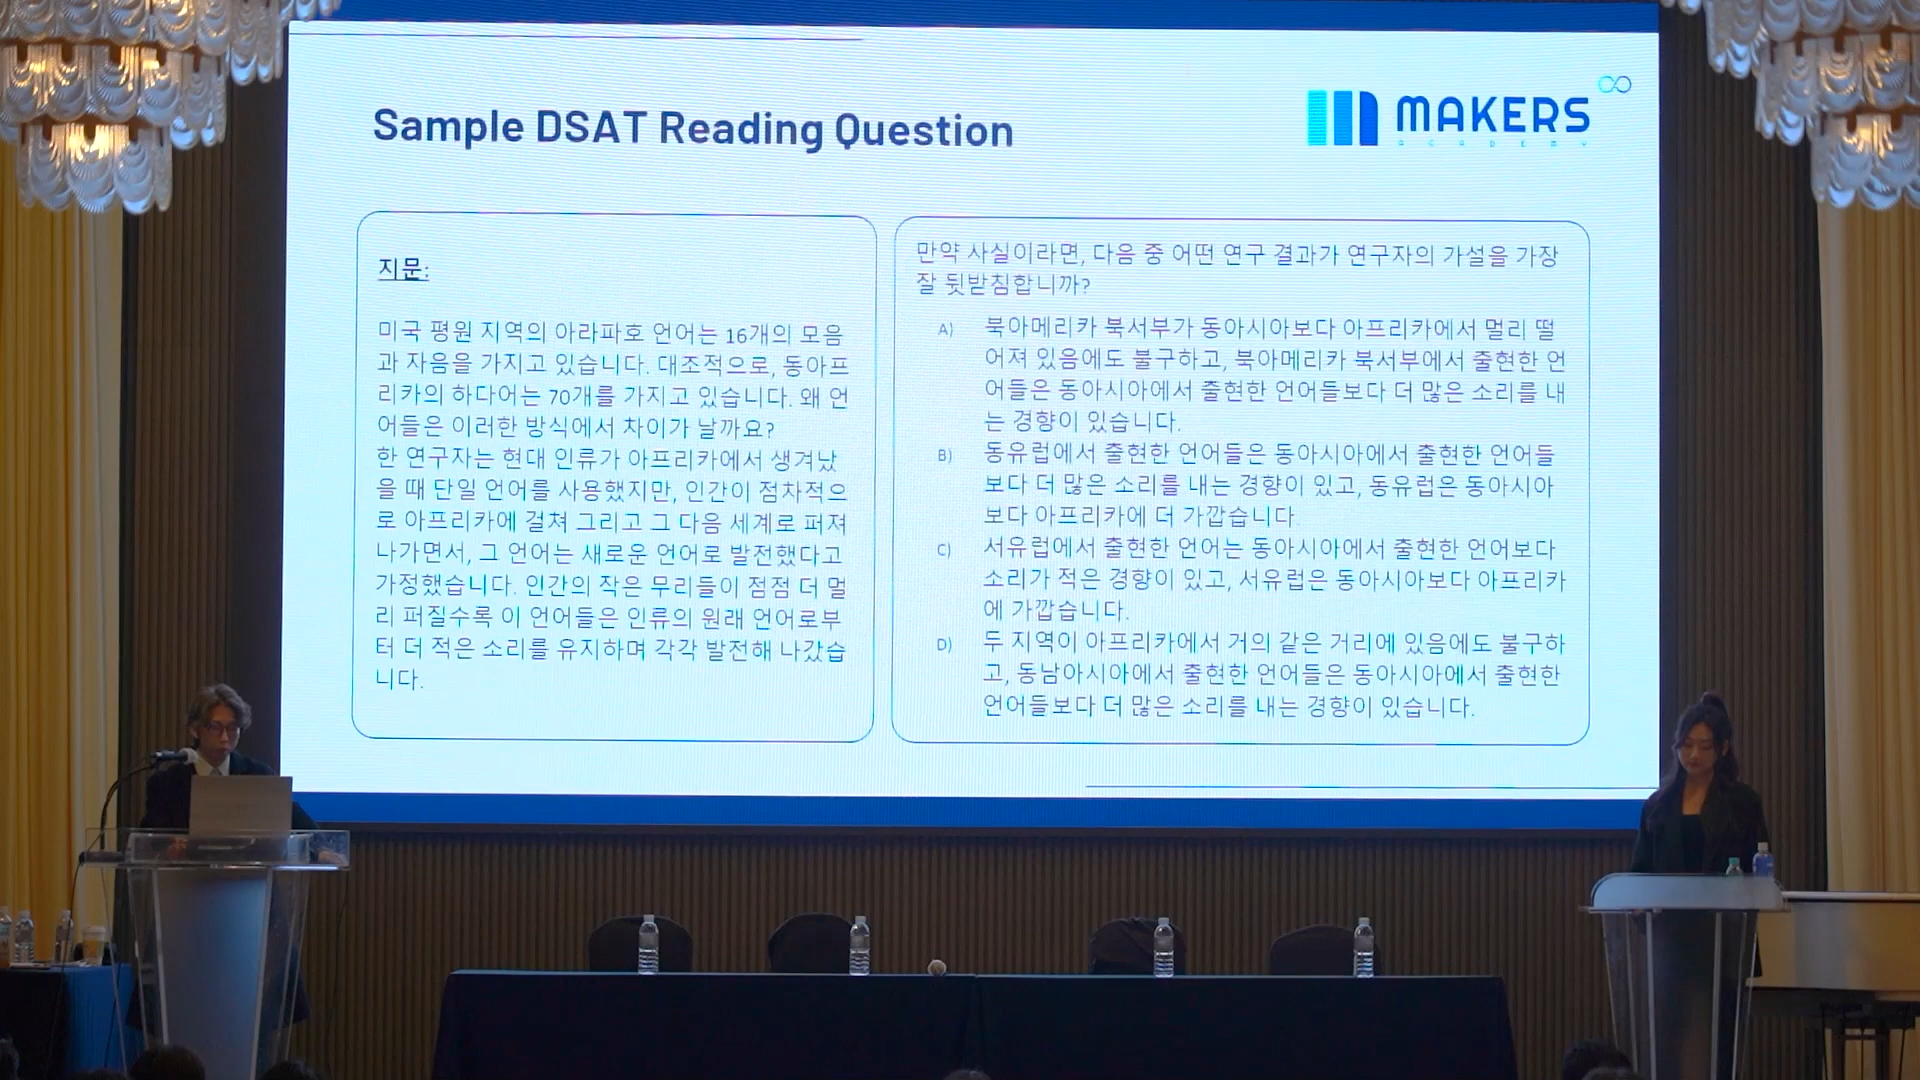 Sample DSAT Reading Question
MAKERS
ACADEMY
지문:
미국 평원 지역의 아라파호 언어는 16개의 모음
과 자음을 가지고 있습니다. 대조적으로, 동아프
리카의 하다어는 70개를 가지고 있습니다. 왜 언
어들은 이러한 방식에서 차이가 날까요?
한 연구자는 현대 인류가 아프리카에서 생겨났
을 때 단일 언어를 사용했지만, 인간이 점차적으
로 아프리카에 걸쳐 그리고 그 다음 세계로 퍼져
나가면서, 그 언어는 새로운 언어로 발전했다고
가정했습니다. 인간의 작은 무리들이 점점 더 멀
리 퍼질수록 이 언어들은 인류의 원래 언어로부
터 더 적은 소리를 유지하며 각각 발전해 나갔습
니다.
만약 사실이라면, 다음 중 어떤 연구 결과가 연구자의 가설을 가장
잘 뒷받침합니까?
A) 북아메리카 북서부가 동아시아보다 아프리카에서 멀리 떨
어져 있음에도 불구하고, 북아메리카 북서부에서 출현한 언
어들은 동아시아에서 출현한 언어들보다 더 많은 소리를 내
는 경향이 있습니다.
B) 동유럽에서 출현한 언어들은 동아시아에서 출현한 언어들
보다 더 많은 소리를 내는 경향이 있고, 동유럽은 동아시아
보다 아프리카에 더 가깝습니다.
C) 서유럽에서 출현한 언어는 동아시아에서 출현한 언어보다
소리가 적은 경향이 있고, 서유럽은 동아시아보다 아프리카
에 가깝습니다.
D) 두 지역이 아프리카에서 거의 같은 거리에 있음에도 불구하
고, 동남아시아에서 출현한 언어들은 동아시아에서 출현한
언어들보다 더 많은 소리를 내는 경향이 있습니다.